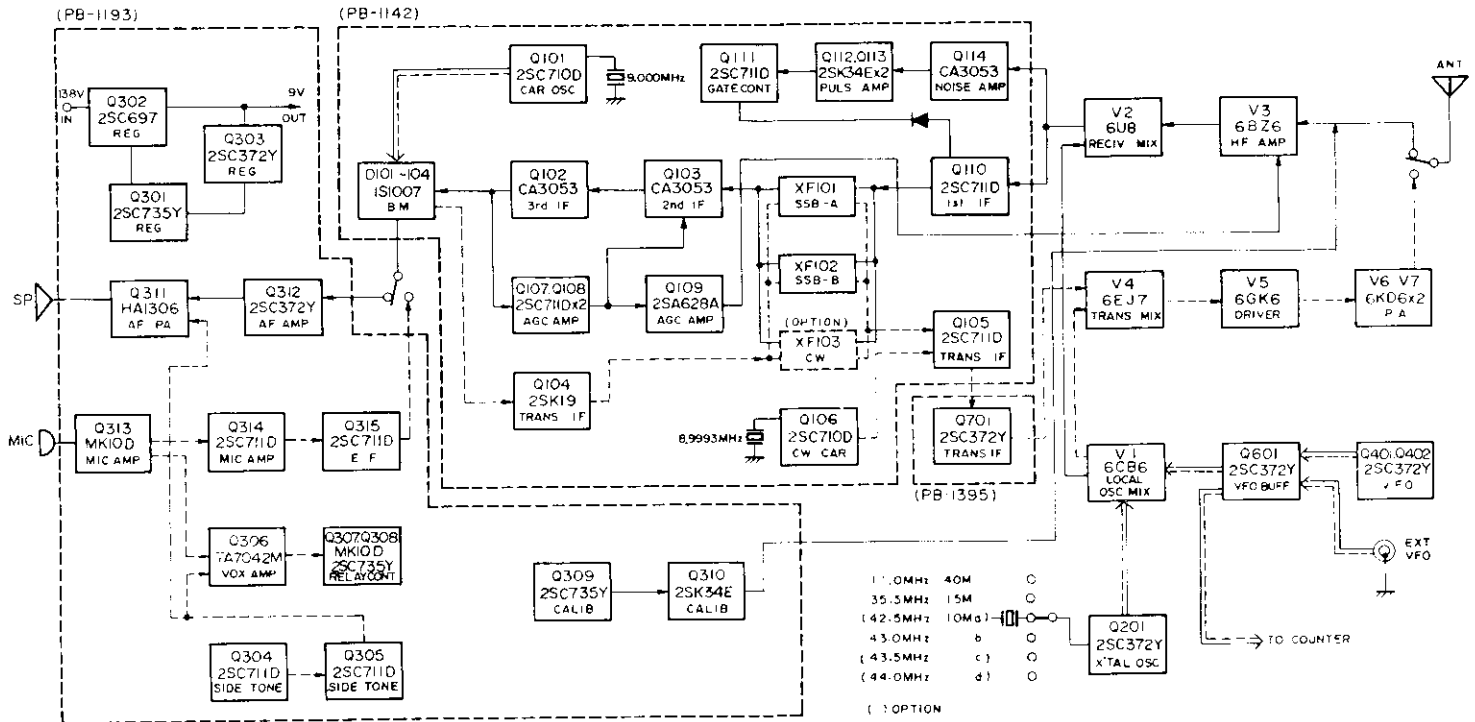 (PB-1193)
(PB-1142)
138V
IN
Q302
2SC697
REG
9V
OUT
Q303
2SC372Y
REG
Q301
2SC735Y
REG
Q101
2SC710D
CAR OSC
9.000MHz
Q111
2SC711D
GATECONT
Q112,Q113
2SK34Ex2
PULS AMP
Q114
CA3053
NOISE AMP
V2
6U8
RECIV MIX
V3
6BZ6
HF AMP
ANT
D101~104
1S1007
BM
Q102
CA3053
3rd IF
Q103
CA3053
2nd IF
XF101
SSB-A
Q110
2SC711D
1st IF
XF102
SSB-B
SP
Q311
HA1306
AF PA
Q312
2SC372Y
AF AMP
Q107,Q108
2SC711Dx2
AGC AMP
Q109
2SA628A
AGC AMP
(OPTION)
XF103
CW
Q105
2SC711D
TRANS IF
V4
6EJ7
TRANS MIX
V5
6GK6
DRIVER
V6 V7
6KD6x2
P A
Q104
2SK19
TRANS IF
MIC
Q313
MK10D
MIC AMP
Q314
2SC711D
MIC AMP
Q315
2SC711D
E F
8,9993MHz
Q106
2SC710D
CW CAR
Q701
2SC372Y
TRANS IF
(PB-1395)
V1
6CB6
LOCAL
OSC MIX
Q601
2SC372Y
VFO BUFF
Q401,Q402
2SC372Y
VFO
EXT
VFO
Q306
TA7042M
VOX AMP
Q307,Q308
MK10D
2SC735Y
RELAYCONT
Q309
2SC735Y
CALIB
Q310
2SK34E
CALIB
40M
35.5MHz 15M
(42.5MHz 10Ma)
43.0MHz b
(43.5MHz c)
(44.0MHz d)
( ) OPTION
Q201
2SC372Y
X'TAL OSC
TO COUNTER
Q304
2SC711D
SIDE TONE
Q305
2SC711D
SIDE TONE